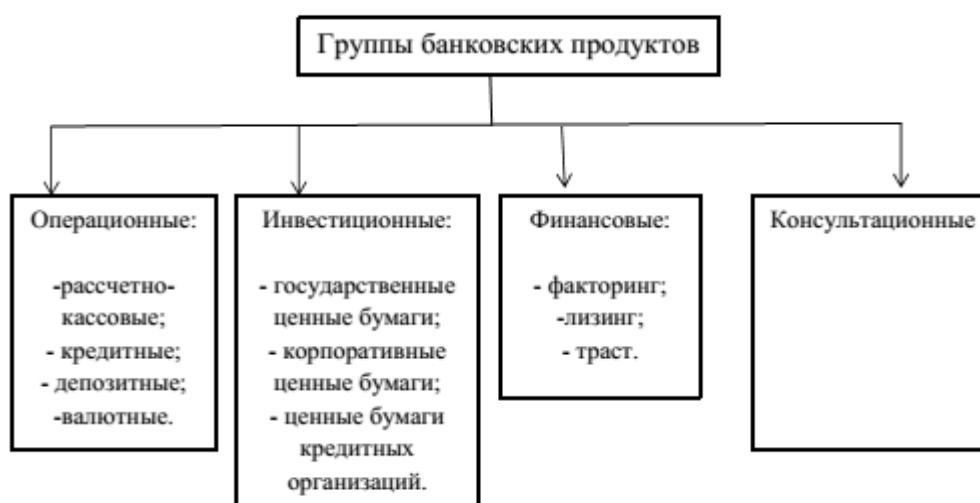 Группы банковских продуктов
Операционные:
-рассчетно-
кассовые;
- кредитные;
- депозитные;
-валютные.
Инвестиционные:
- государственные
ценные бумаги;
- корпоративные
ценные бумаги;
- ценные бумаги
кредитных
организаций.
Финансовые:
- факторинг;
-лизинг;
- траст.
Консультационные